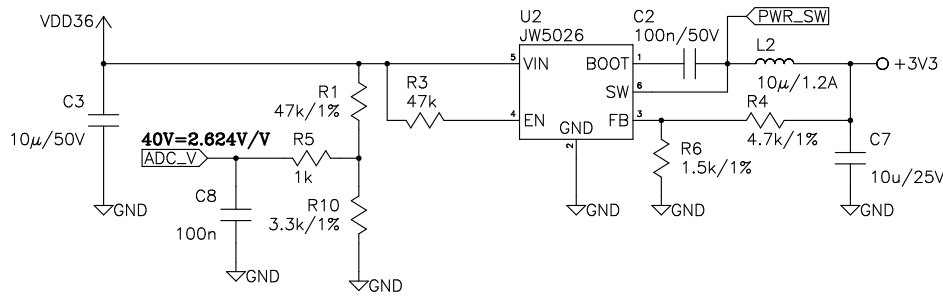 VDD36
U2
JW5026
C2
100n/50V
PWR_SW
5
VIN
BOOT
1
L2
10µ/1.2A
+3V3
C3
10µ/50V
R1
47k/1%
R3
47k
SW
6
4
EN
GND
2
FB
3
R4
4.7k/1%
40V=2.624V/V
ADC_V
R5
1k
R6
1.5k/1%
C7
10u/25V
C8
100n
R10
3.3k/1%
GND
GND
GND
GND
GND
GND